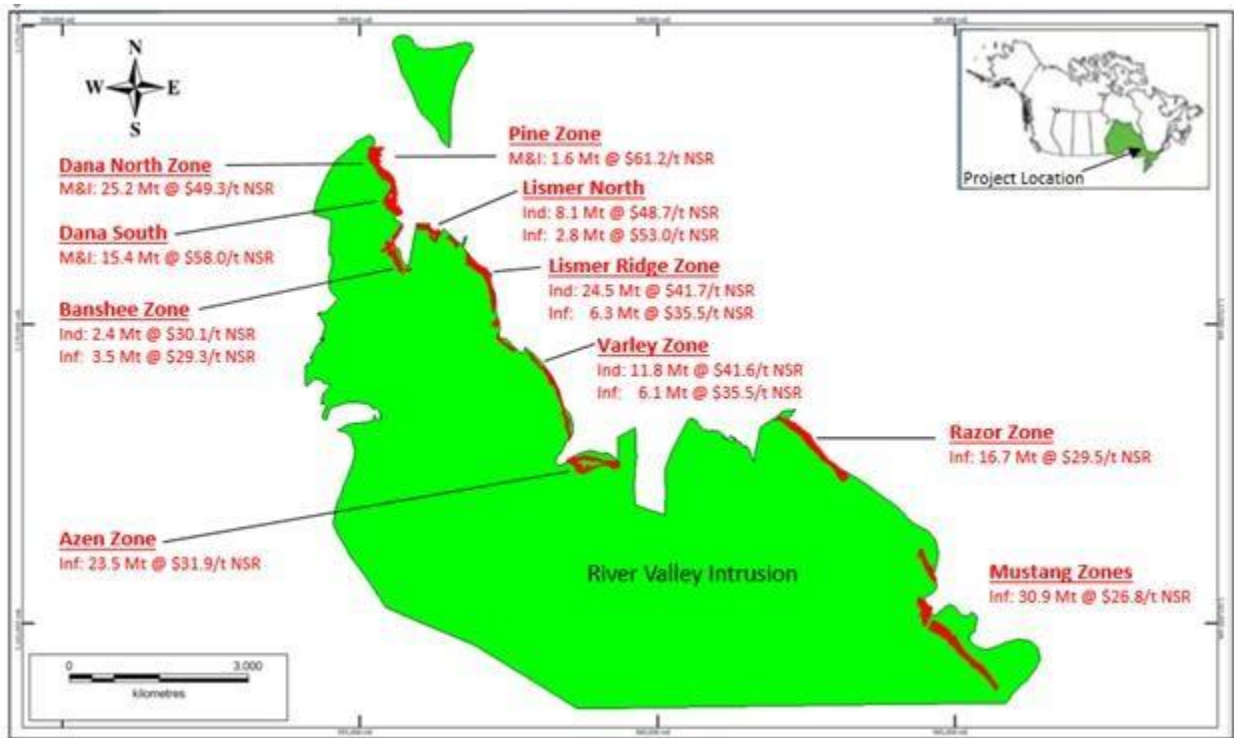 N
W E
S
Project Location
Pine Zone
M&I: 1.6 Mt @ $61.2/t NSR
Dana North Zone
M&I: 25.2 Mt @ $49.3/t NSR
Lismer North
Ind: 8.1 Mt @ $48.7/t NSR
Inf: 2.8 Mt @ $53.0/t NSR
Dana South
M&I: 15.4 Mt @ $58.0/t NSR
Lismer Ridge Zone
Ind: 24.5 Mt @ $41.7/t NSR
Inf: 6.3 Mt @ $35.5/t NSR
Banshee Zone
Ind: 2.4 Mt @ $30.1/t NSR
Inf: 3.5 Mt @ $29.3/t NSR
Varley Zone
Ind: 11.8 Mt @ $41.6/t NSR
Inf: 6.1 Mt @ $35.5/t NSR
Razor Zone
Inf: 16.7 Mt @ $29.5/t NSR
Azen Zone
Inf: 23.5 Mt @ $31.9/t NSR
River Valley Intrusion
Mustang Zones
Inf: 30.9 Mt @ $26.8/t NSR
0 3.000
kilometres